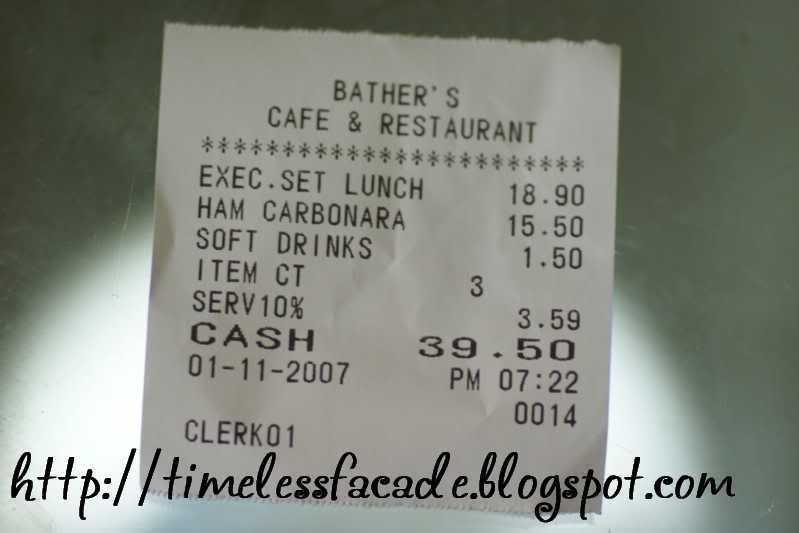 BATHER'S
CAFE & RESTAURANT
************************
EXEC.SET LUNCH 18.90
HAM CARBONARA 15.50
SOFT DRINKS 1.50
ITEM CT 3
SERV10% 3.59
CASH 39.50
01-11-2007 PM 07:22
0014
CLERK01
http://timelessfacade.blogspot.com